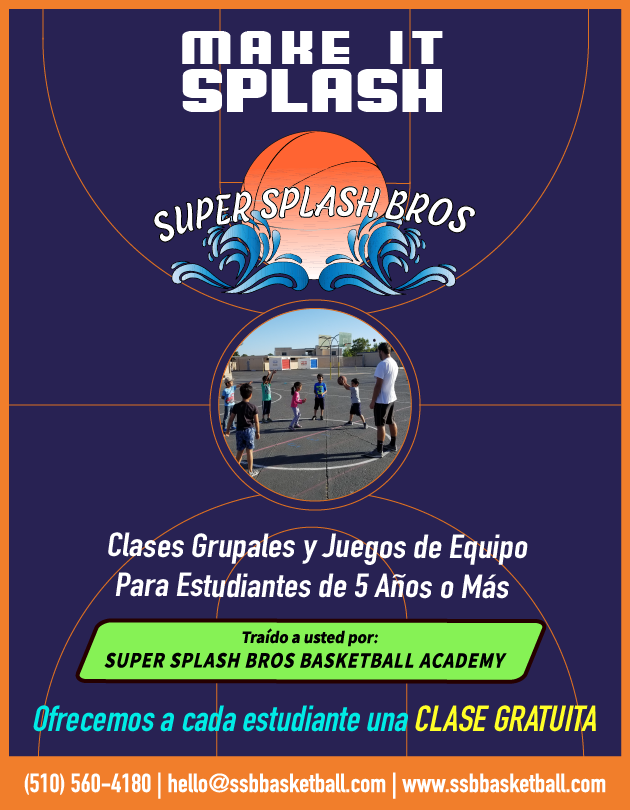 MAKE IT
SPLASH
SUPER SPLASH BROS
Clases Grupales y Juegos de Equipo
Para Estudiantes de 5 Años o Más
Traído a usted por:
SUPER SPLASH BROS BASKETBALL ACADEMY
Ofrecemos a cada estudiante una CLASE GRATUITA
(510) 560-4180 | hello@ssbbasketball.com | www.ssbbasketball.com